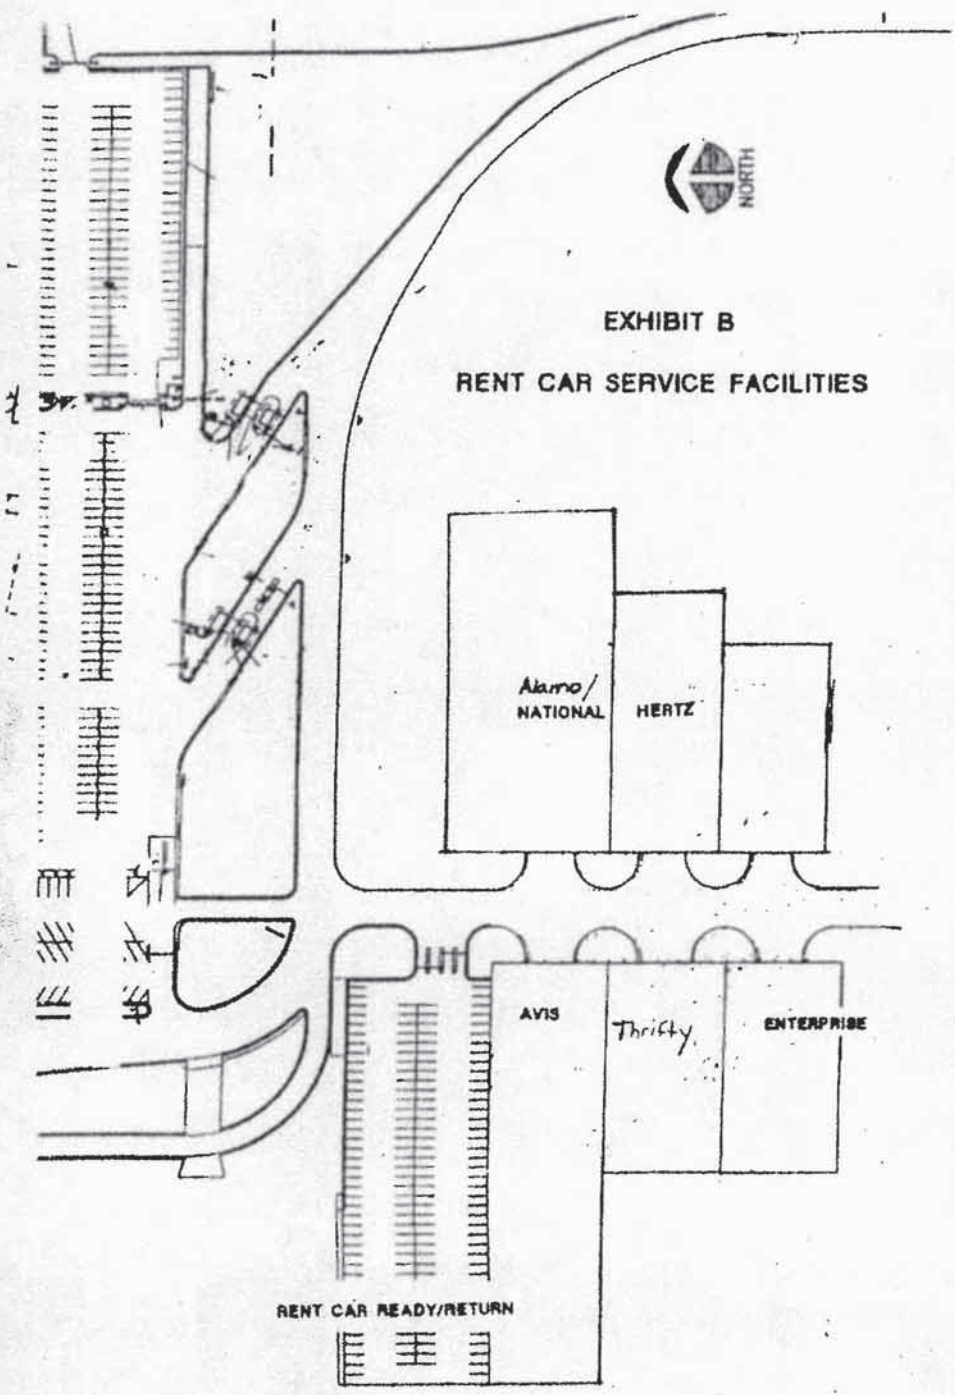 NORTH
EXHIBIT B
RENT CAR SERVICE FACILITIES
Alamo/
NATIONAL
HERTZ
AVIS
Thrifty
ENTERPRISE
RENT CAR READY/RETURN